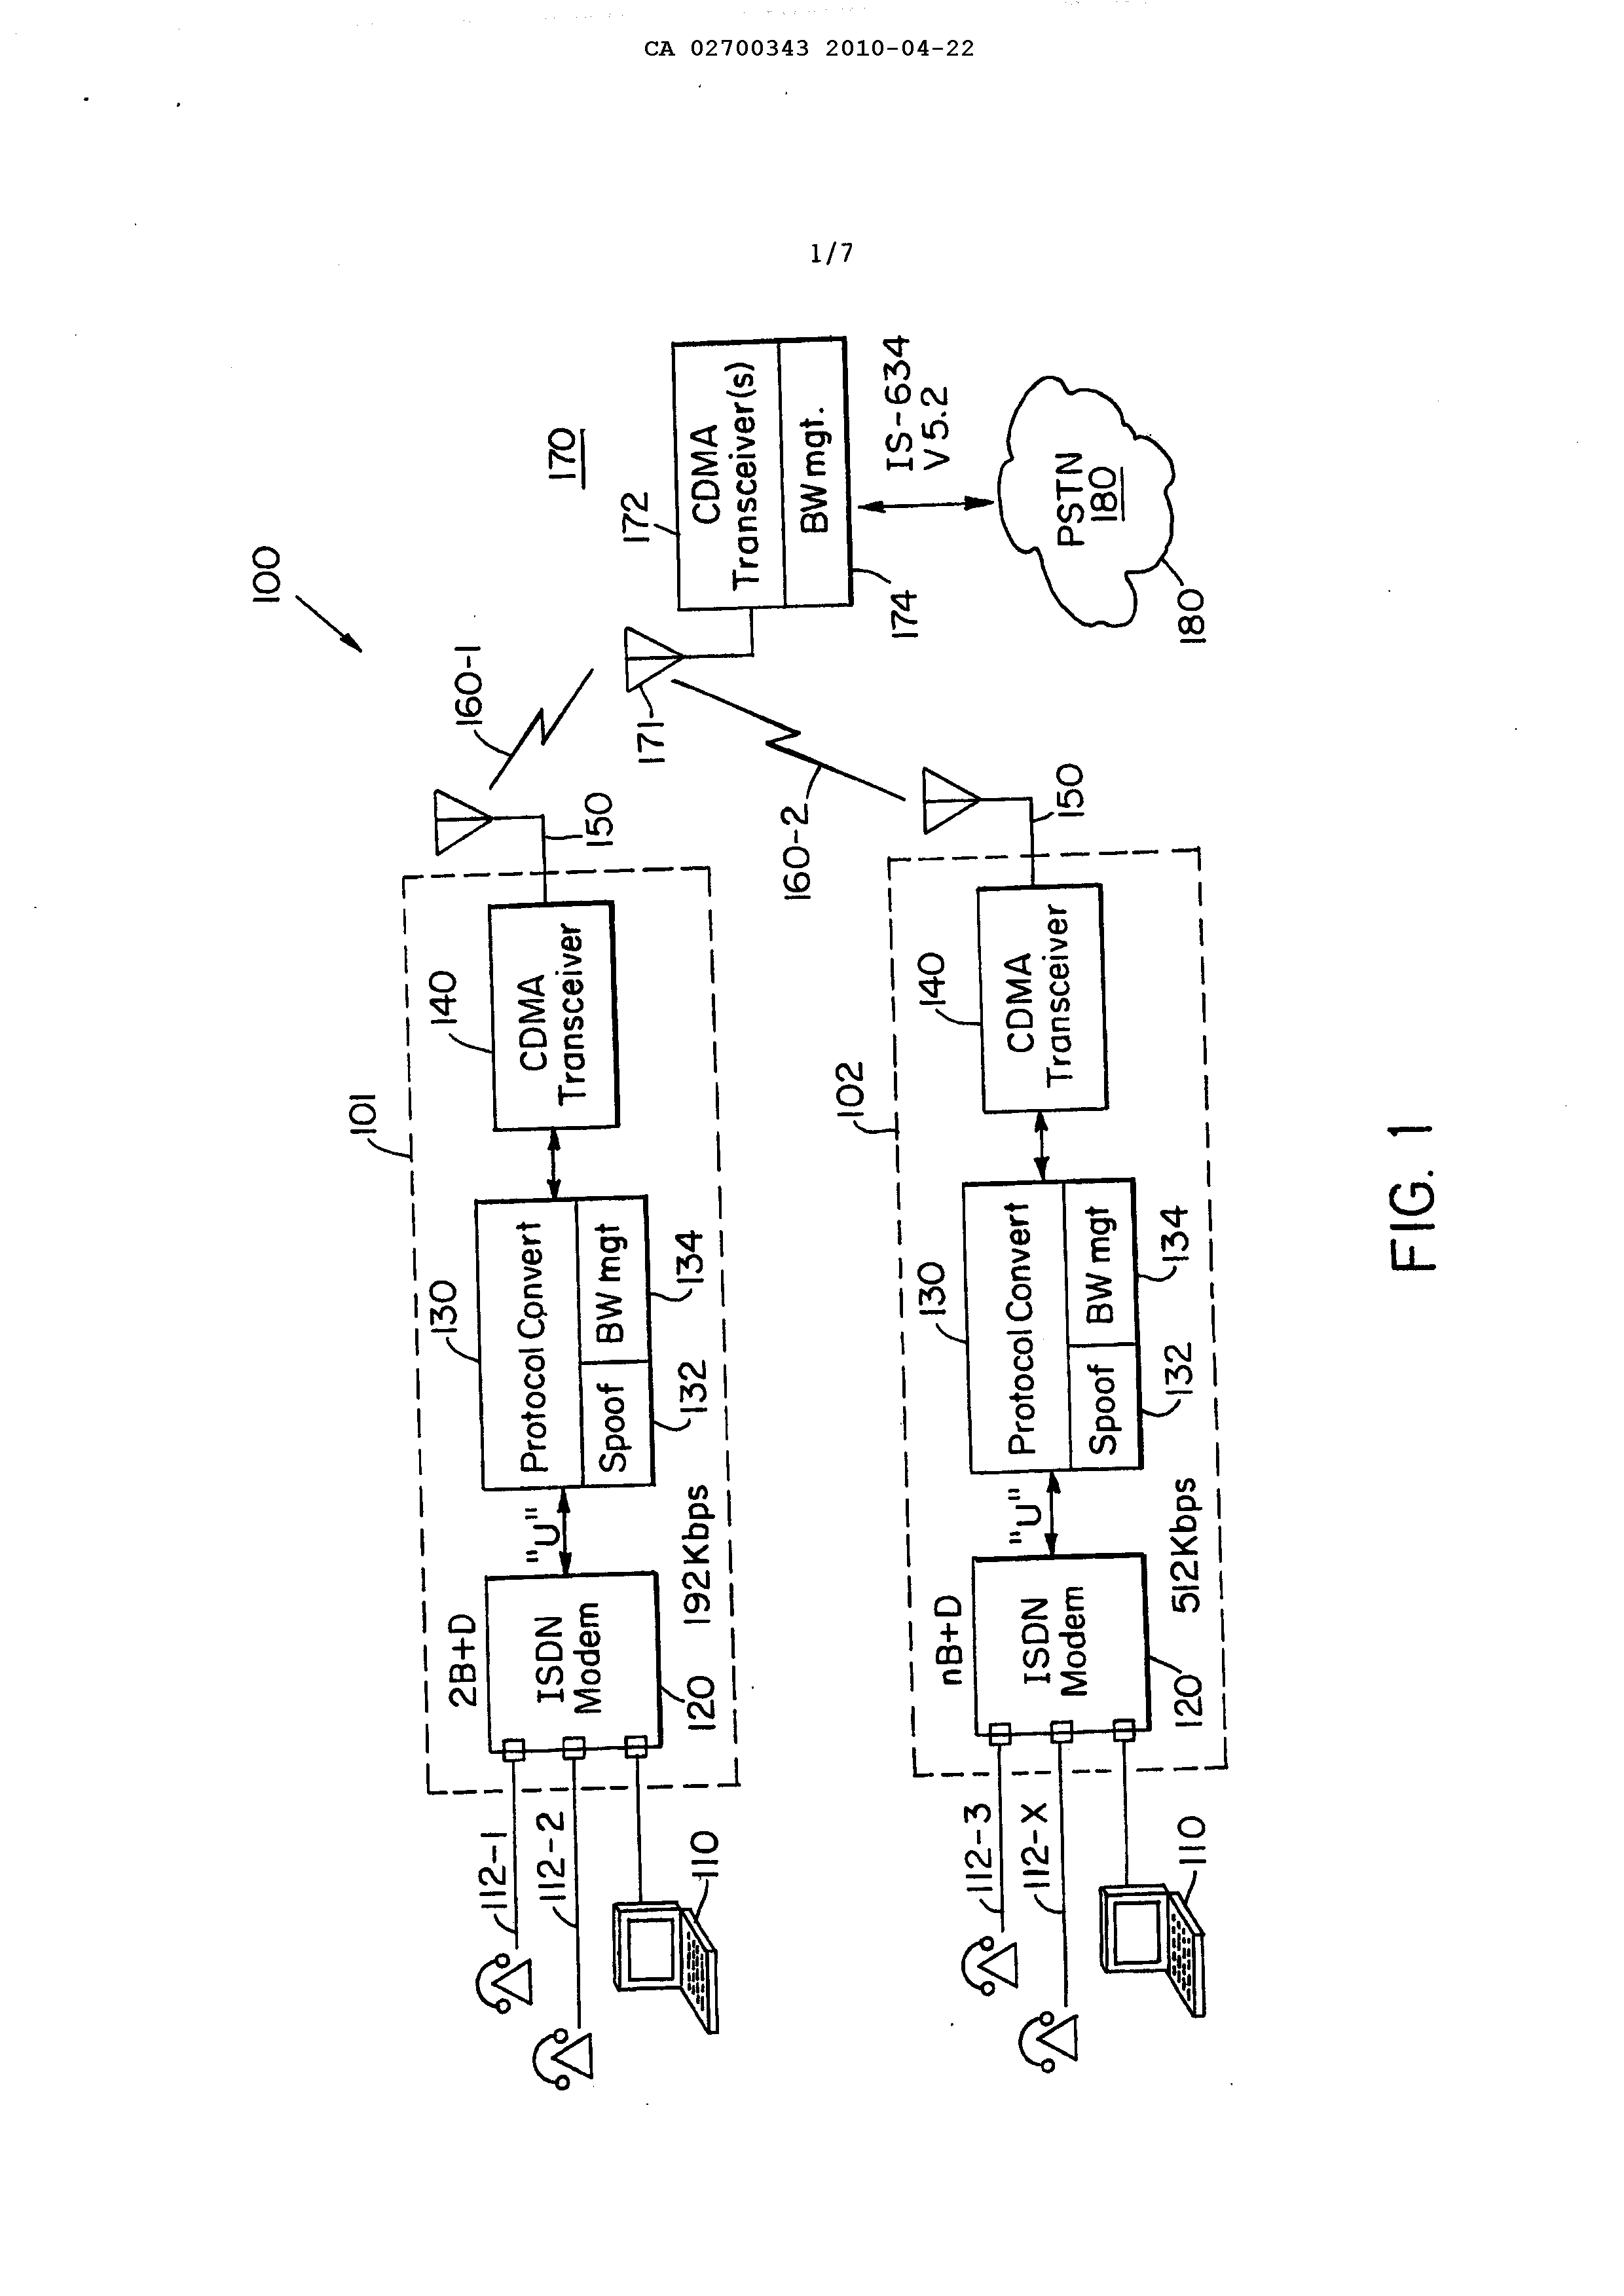 CA 02700343 2010-04-22
1/7
100
160-1
170
172
CDMA
Transceiver(s)
BW mgt.
174
171
IS-634
V 5.2
PSTN
180
180
160-2
101
2B+D
ISDN
Modem
120
192Kbps
"U"
130
Protocol Convert
Spoof
BW mgt
132
134
140
CDMA
Transceiver
150
112-1
112-2
110
102
nB+D
ISDN
Modem
120
512Kbps
"U"
130
Protocol Convert
Spoof
BW mgt
132
134
140
CDMA
Transceiver
150
112-3
112-X
110
FIG. 1